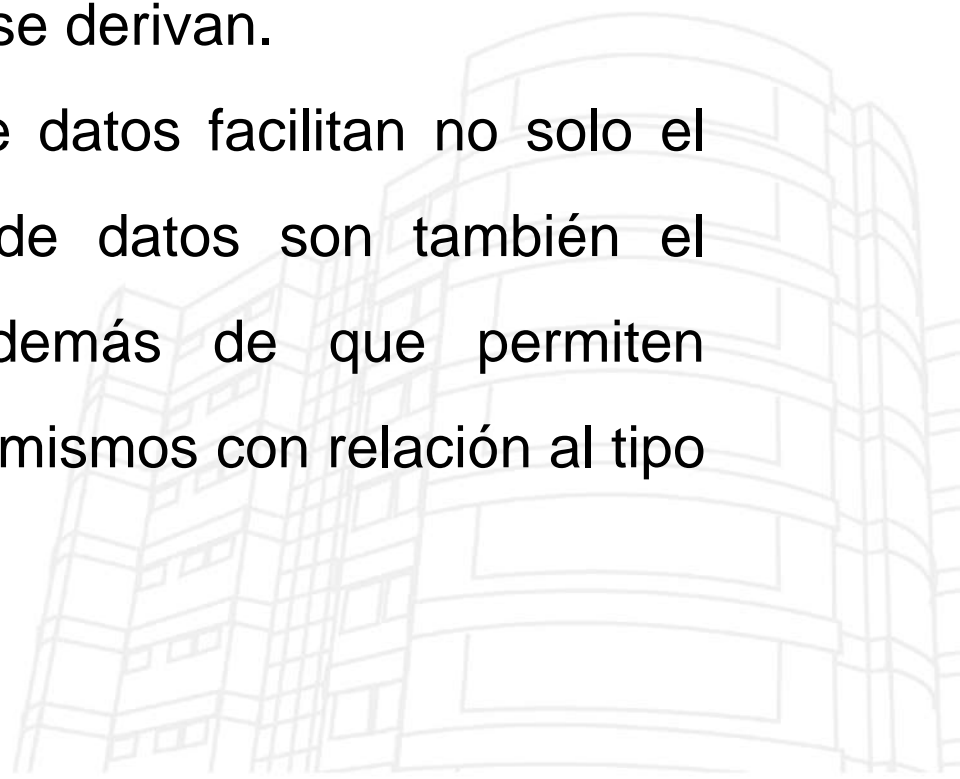 se derivan.
datos facilitan no solo el
de datos son también el
de que permiten
mismos con relación al tipo